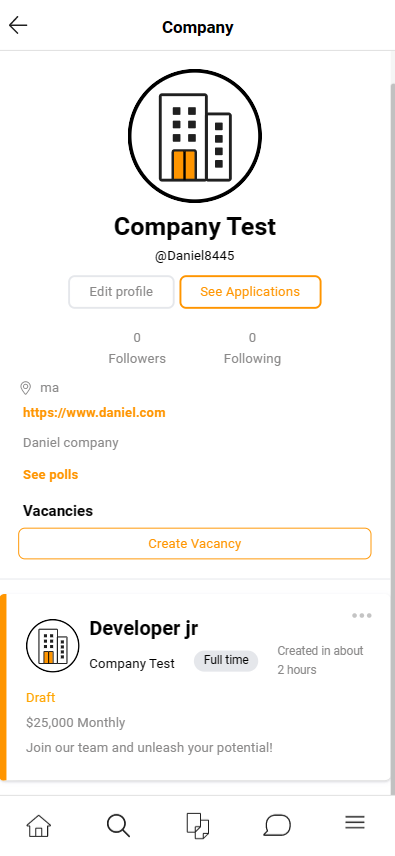 Company
Company Test
@Daniel8445
Edit profile
See Applications
0
Followers
0
Following
ma
https://www.daniel.com
Daniel company
See polls
Vacancies
Create Vacancy
Developer jr
Company Test
Full time
Created in about
2 hours
Draft
$25,000 Monthly
Join our team and unleash your potential!